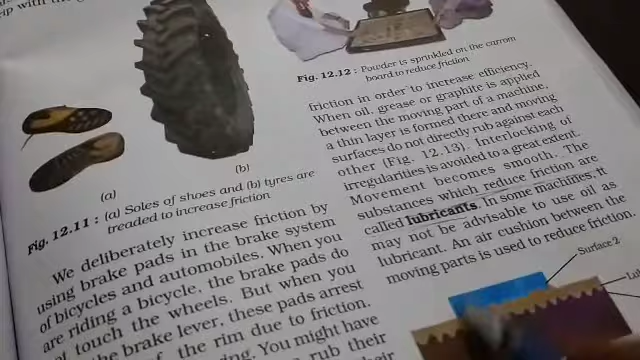 rip with the
(a)
(b)
Fig. 12.11 : (a) Soles of shoes and (b) tyres are
treaded to increase friction
We deliberately increase friction by
using brake pads in the brake system
of bicycles and automobiles. When you
are riding a bicycle, the brake pads do
touch the wheels. But when you
the brake lever, these pads arrest
the rim due to friction.
You might have
rub their
their
Fig. 12.12 : Powder is sprinkled on the carrom
board to reduce friction
friction in order to increase efficiency.
When oil, grease or graphite is applied
between the moving part of a machine,
a thin layer is formed there and moving
surfaces do not directly rub against each
other (Fig. 12.13). Interlocking of
irregularities is avoided to a great extent.
Movement becomes smooth. The
substances which reduce friction are
called lubricants. In some machines, it
may not be advisable to use oil as
lubricant. An air cushion between the
moving parts is used to reduce friction.
Surface 2